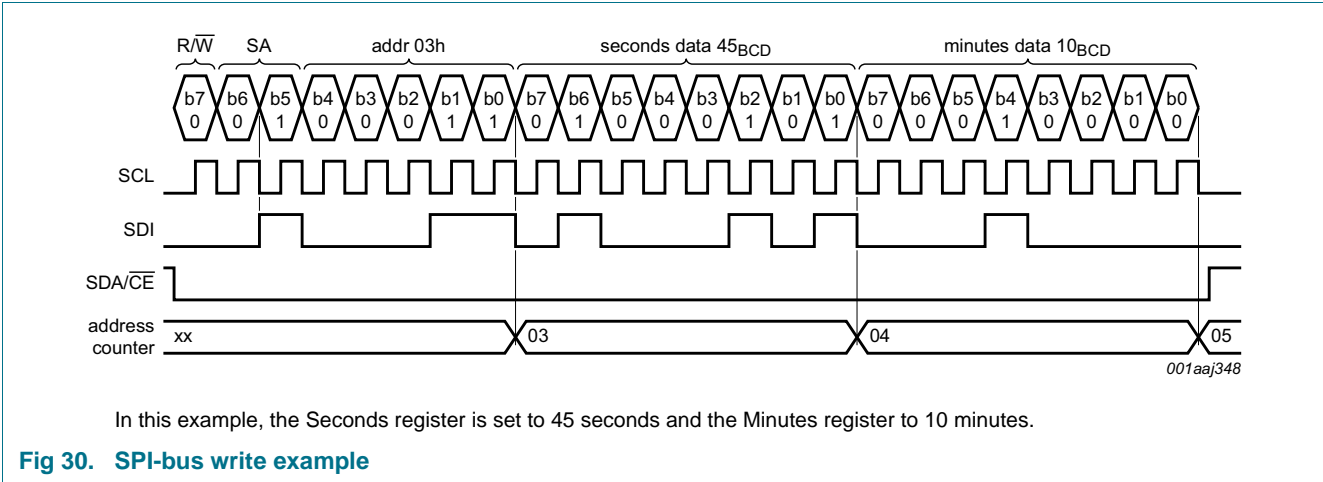 R/W SA addr 03h seconds data 45BCD minutes data 10BCD
b7 b6 b5 b4 b3 b2 b1 b0 b7 b6 b5 b4 b3 b2 b1 b0 b7 b6 b5 b4 b3 b2 b1 b0
0 0 1 0 0 0 1 1 0 1 0 0 0 1 0 1 0 0 0 1 0 0 0 0
SCL
SDI
SDA/CE
address
counter
xx 03 04 05
001aaj348
In this example, the Seconds register is set to 45 seconds and the Minutes register to 10 minutes.
Fig 30. SPI-bus write example